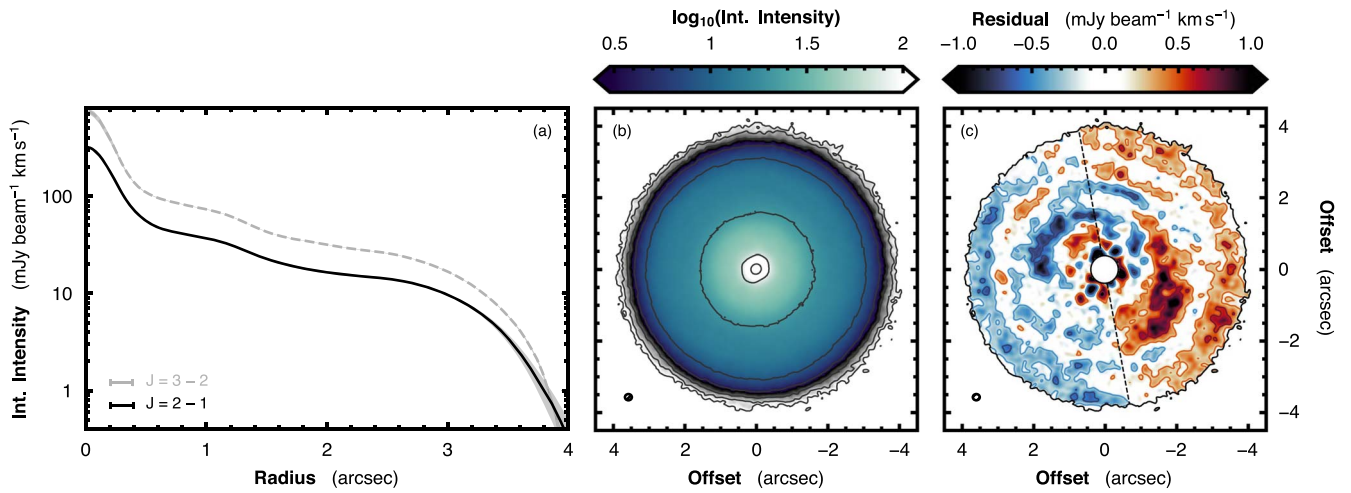 log₁₀(Int. Intensity)
0.5 1 1.5 2
Residual (mJy beam⁻¹ km s⁻¹)
−1.0 −0.5 0.0 0.5 1.0
(a)
100
10
1
Int. Intensity (mJy beam⁻¹ km s⁻¹)
J = 3 − 2
J = 2 − 1
0 1 2 3 4
Radius (arcsec)
(b)
4 2 0 −2 −4
Offset (arcsec)
(c)
4
2
0
−2
−4
Offset (arcsec)
4 2 0 −2 −4
Offset (arcsec)